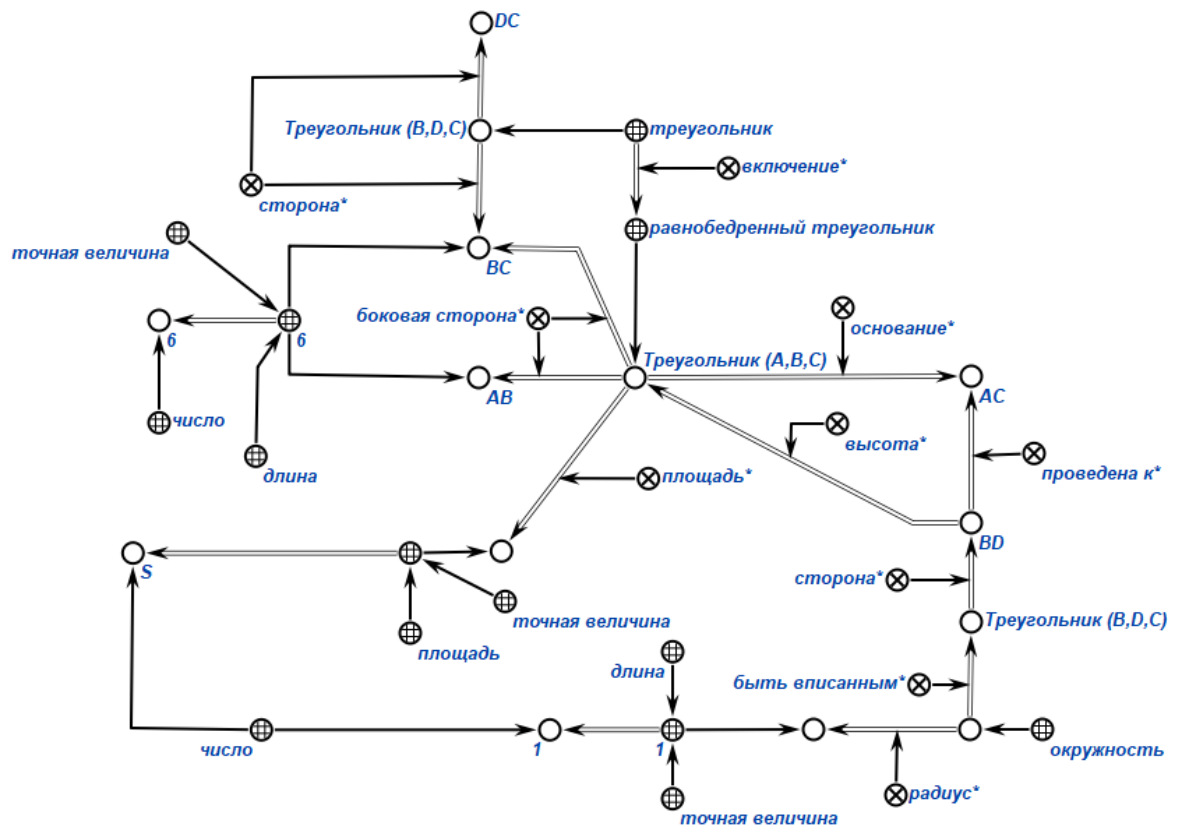 DC
Треугольник (B,D,C)
треугольник
включение*
сторона*
равнобедренный треугольник
точная величина
BC
боковая сторона*
основание*
6
6
Треугольник (A,B,C)
AB
AC
число
высота*
длина
площадь*
проведена к*
BD
S
сторона*
точная величина
Треугольник (B,D,C)
площадь
длина
быть вписанным*
число
1
1
окружность
радиус*
точная величина